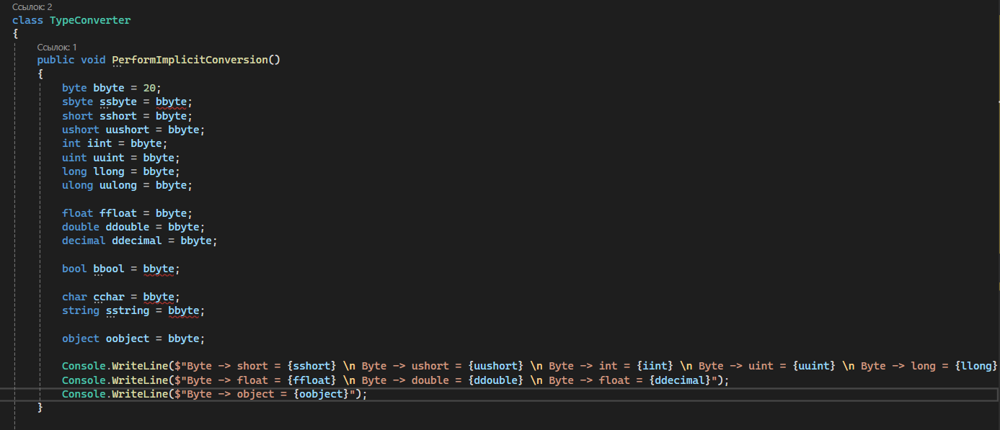 Ссылок: 2
class TypeConverter
{
Ссылок: 1
public void PerformImplicitConversion()
{
byte bbyte = 20;
sbyte ssbyte = bbyte;
short sshort = bbyte;
ushort uushort = bbyte;
int iint = bbyte;
uint uuint = bbyte;
long llong = bbyte;
ulong uulong = bbyte;
float ffloat = bbyte;
double ddouble = bbyte;
decimal ddecimal = bbyte;
bool bbool = bbyte;
char cchar = bbyte;
string sstring = bbyte;
object oobject = bbyte;
Console.WriteLine($"Byte -> short = {sshort} \n Byte -> ushort = {uushort} \n Byte -> int = {iint} \n Byte -> uint = {uuint} \n Byte -> long = {llong}
Console.WriteLine($"Byte -> float = {ffloat} \n Byte -> double = {ddouble} \n Byte -> float = {ddecimal}");
Console.WriteLine($"Byte -> object = {oobject}");
}